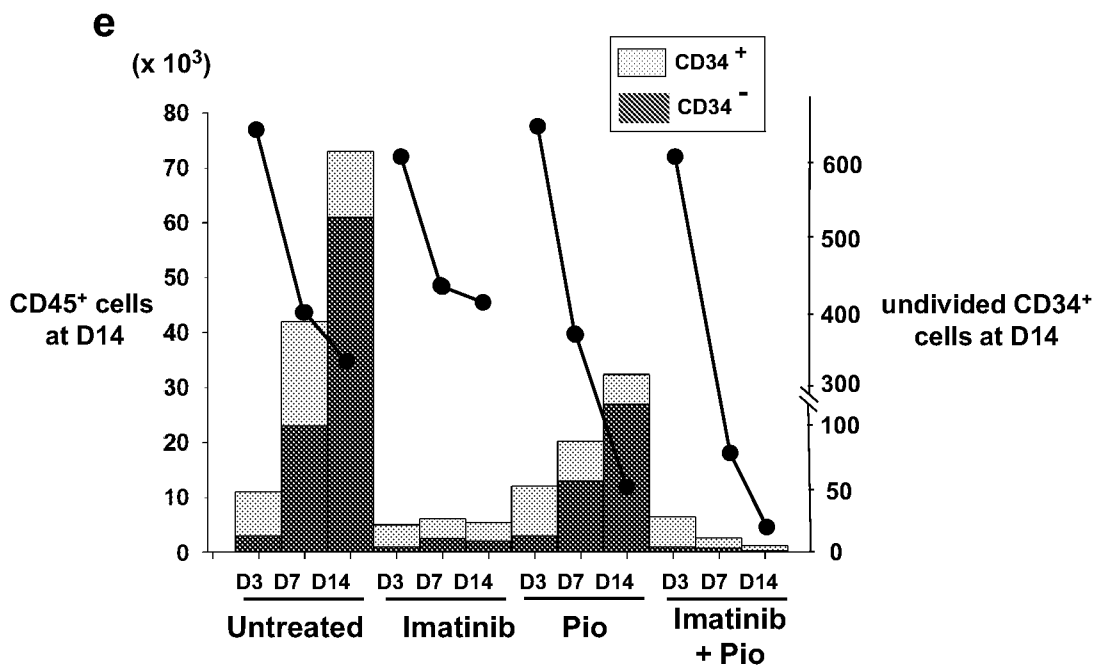 e
(x 10³)
CD34 +
CD34 -
80
70
60
50
40
30
20
10
0
CD45⁺ cells
at D14
600
500
400
300
100
50
0
undivided CD34⁺
cells at D14
D3 D7 D14 D3 D7 D14 D3 D7 D14 D3 D7 D14
Untreated Imatinib Pio Imatinib
+ Pio